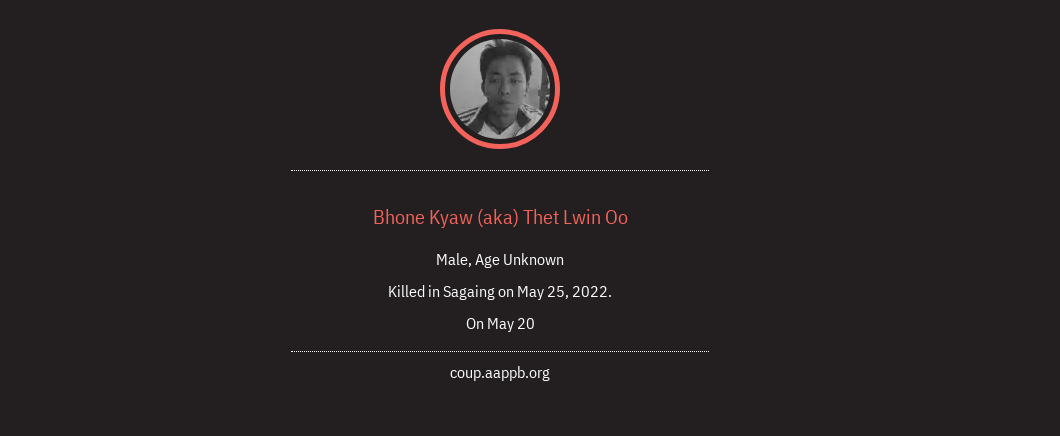 Bhone Kyaw (aka) Thet Lwin Oo
Male, Age Unknown
Killed in Sagaing on May 25, 2022.
On May 20
coup.aappb.org